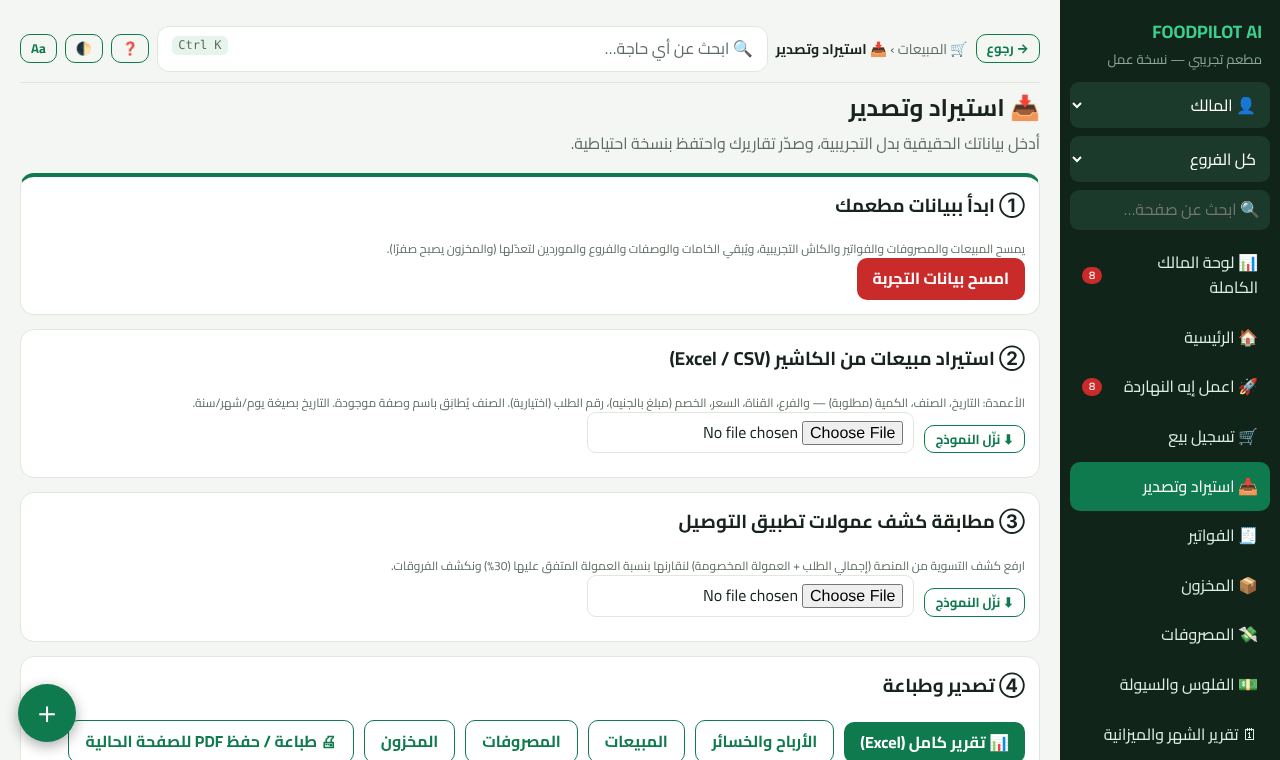 FOODPILOT AI
مطعم تجريبي — نسخة عمل
👤 المالك
كل الفروع
🔍 ابحث عن صفحة...
📊 لوحة المالك الكاملة 8
🏠 الرئيسية
🚀 اعمل إيه النهاردة 8
🛒 تسجيل بيع
📥 استيراد وتصدير
🧾 الفواتير
📦 المخزون
💸 المصروفات
💵 الفلوس والسيولة
🗓 تقرير الشهر والميزانية
→ رجوع
🛒 المبيعات › 📥 استيراد وتصدير
🔍 ابحث عن أي حاجة... Ctrl K
❓
🌓
Aa
📥 استيراد وتصدير
أدخل بياناتك الحقيقية بدل التجريبية، وصدّر تقاريرك واحتفظ بنسخة احتياطية.
① ابدأ ببيانات مطعمك
يمسح المبيعات والمصروفات والفواتير والكاش التجريبية، ويُبقي الخامات والوصفات والفروع والموردين لتعدّلها (والمخزون يصبح صفرًا).
امسح بيانات التجربة
② استيراد مبيعات من الكاشير (Excel / CSV)
الأعمدة: التاريخ، الصنف، الكمية (مطلوبة) — والفرع، القناة، السعر، الخصم (مبلغ بالجنيه)، رقم الطلب (اختيارية). الصنف يُطابَق باسم وصفة موجودة. التاريخ بصيغة يوم/شهر/سنة.
⬇ نزّل النموذج
Choose File No file chosen
③ مطابقة كشف عمولات تطبيق التوصيل
ارفع كشف التسوية من المنصة (إجمالي الطلب + العمولة المخصومة) لنقارنها بنسبة العمولة المتفق عليها (30%) ونكشف الفروقات.
⬇ نزّل النموذج
Choose File No file chosen
④ تصدير وطباعة
📊 تقرير كامل (Excel)
الأرباح والخسائر
المبيعات
المصروفات
المخزون
🖨 طباعة / حفظ PDF للصفحة الحالية
+